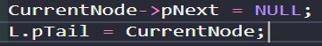 CurrentNode->pNext = NULL;
L.pTail = CurrentNode;